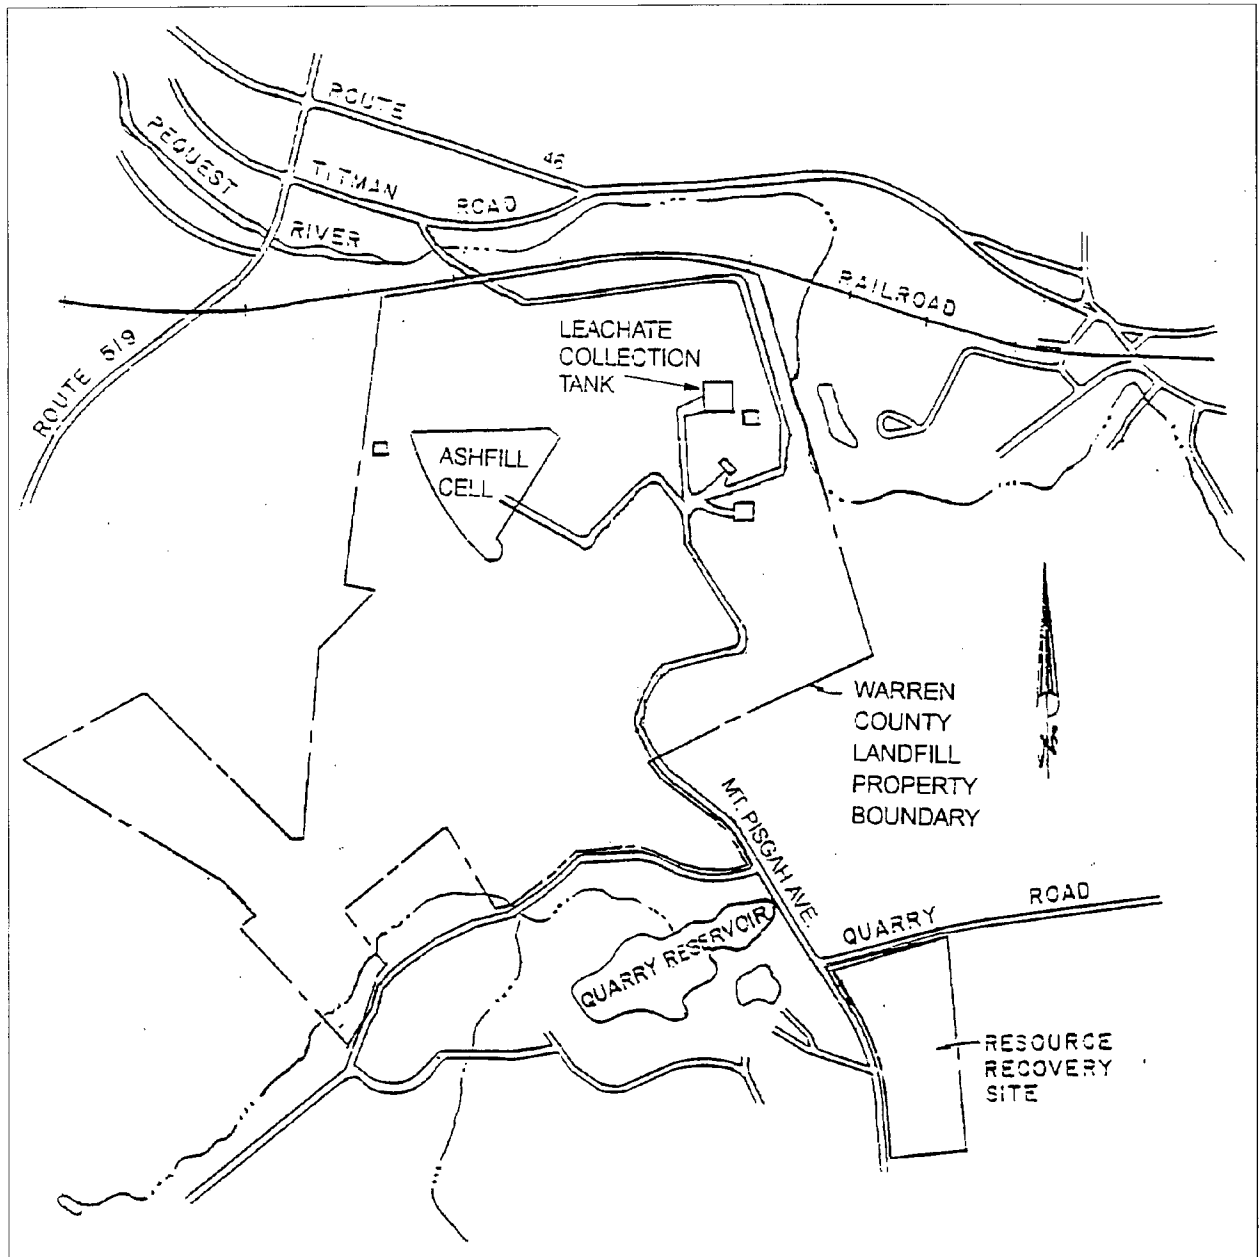 ROUTE
46
PEQUEST
RIVER
TITMAN
ROAD
RAILROAD
ROUTE 519
LEACHATE
COLLECTION
TANK
ASHFILL
CELL
WARREN
COUNTY
LANDFILL
PROPERTY
BOUNDARY
MT. PISGAH AVE.
QUARRY
ROAD
QUARRY RESERVOIR
RESOURCE
RECOVERY
SITE